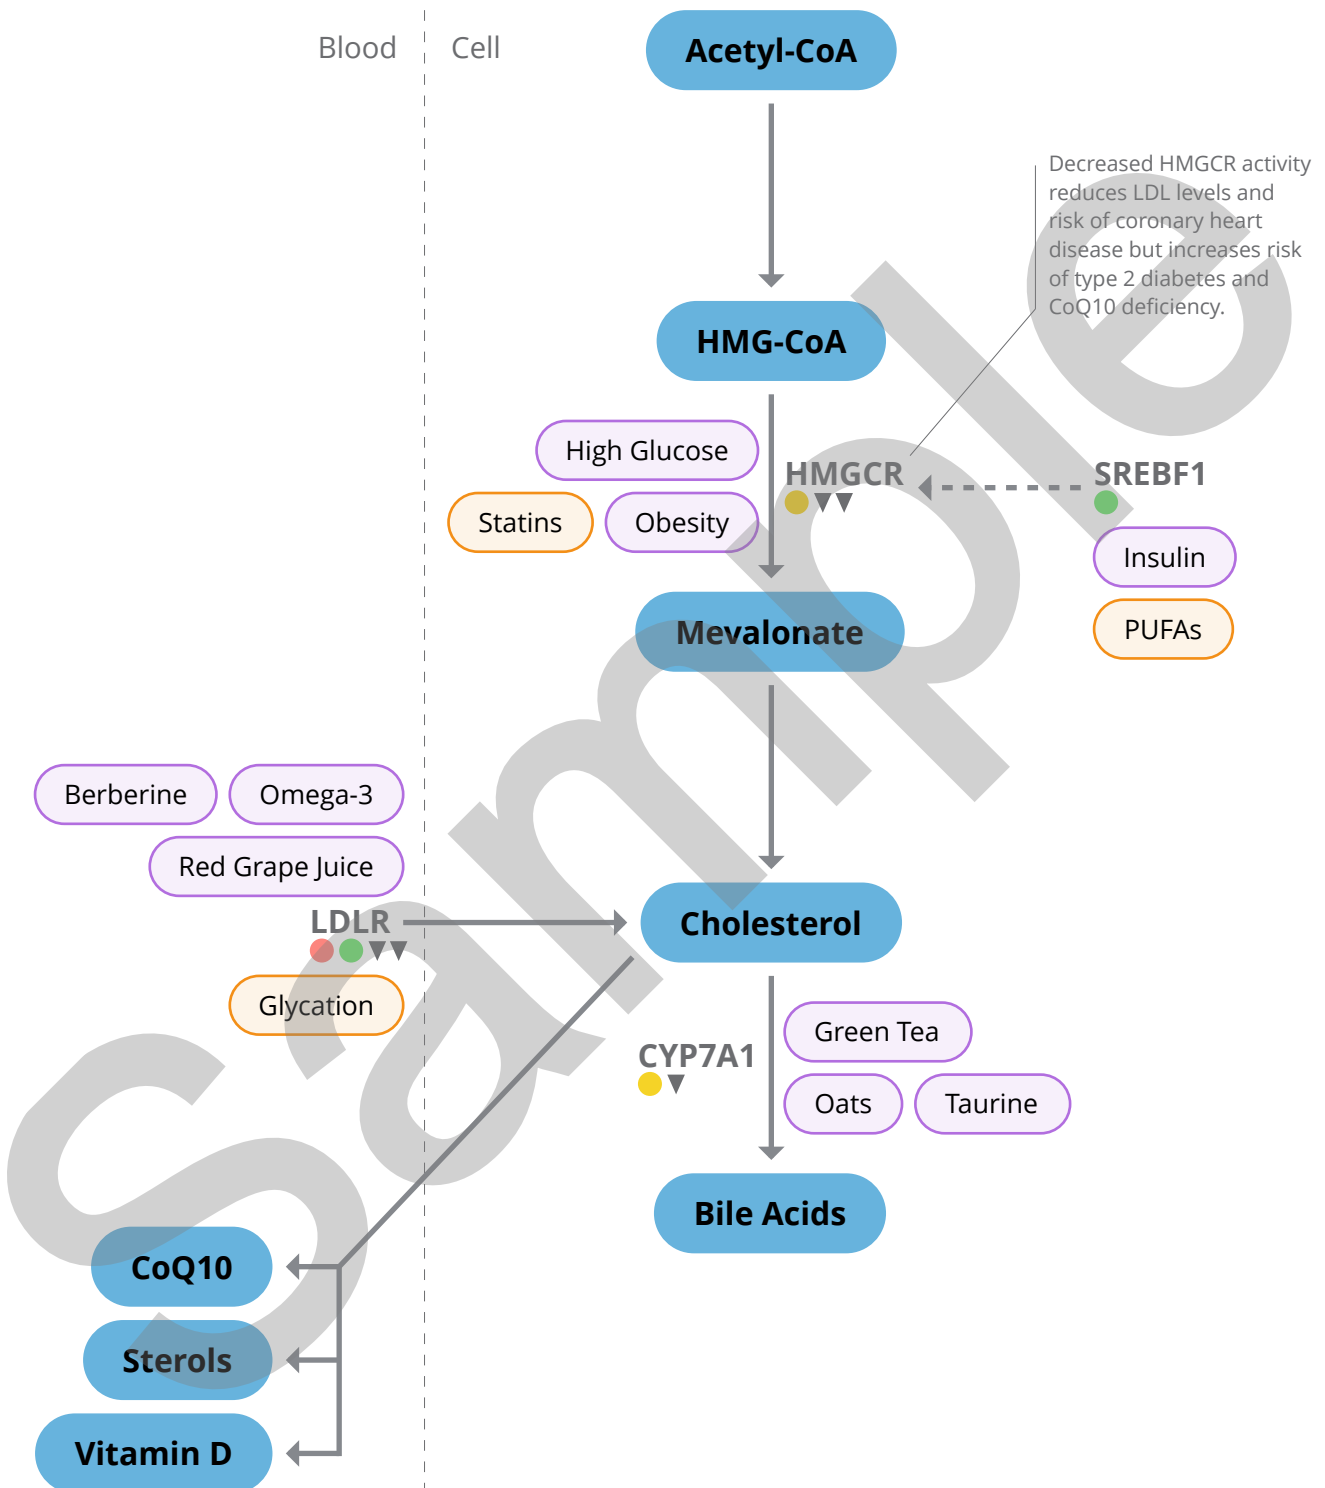 Blood
Cell
Acetyl-CoA
Decreased HMGCR activity
reduces LDL levels and
risk of coronary heart
disease but increases risk
of type 2 diabetes and
CoQ10 deficiency.
HMG-CoA
High Glucose
HMGCR
SREBF1
Statins
Obesity
Insulin
PUFAs
Mevalonate
Berberine
Omega-3
Red Grape Juice
LDLR
Cholesterol
Glycation
Green Tea
CYP7A1
Oats
Taurine
Bile Acids
CoQ10
Sterols
Vitamin D
Sample